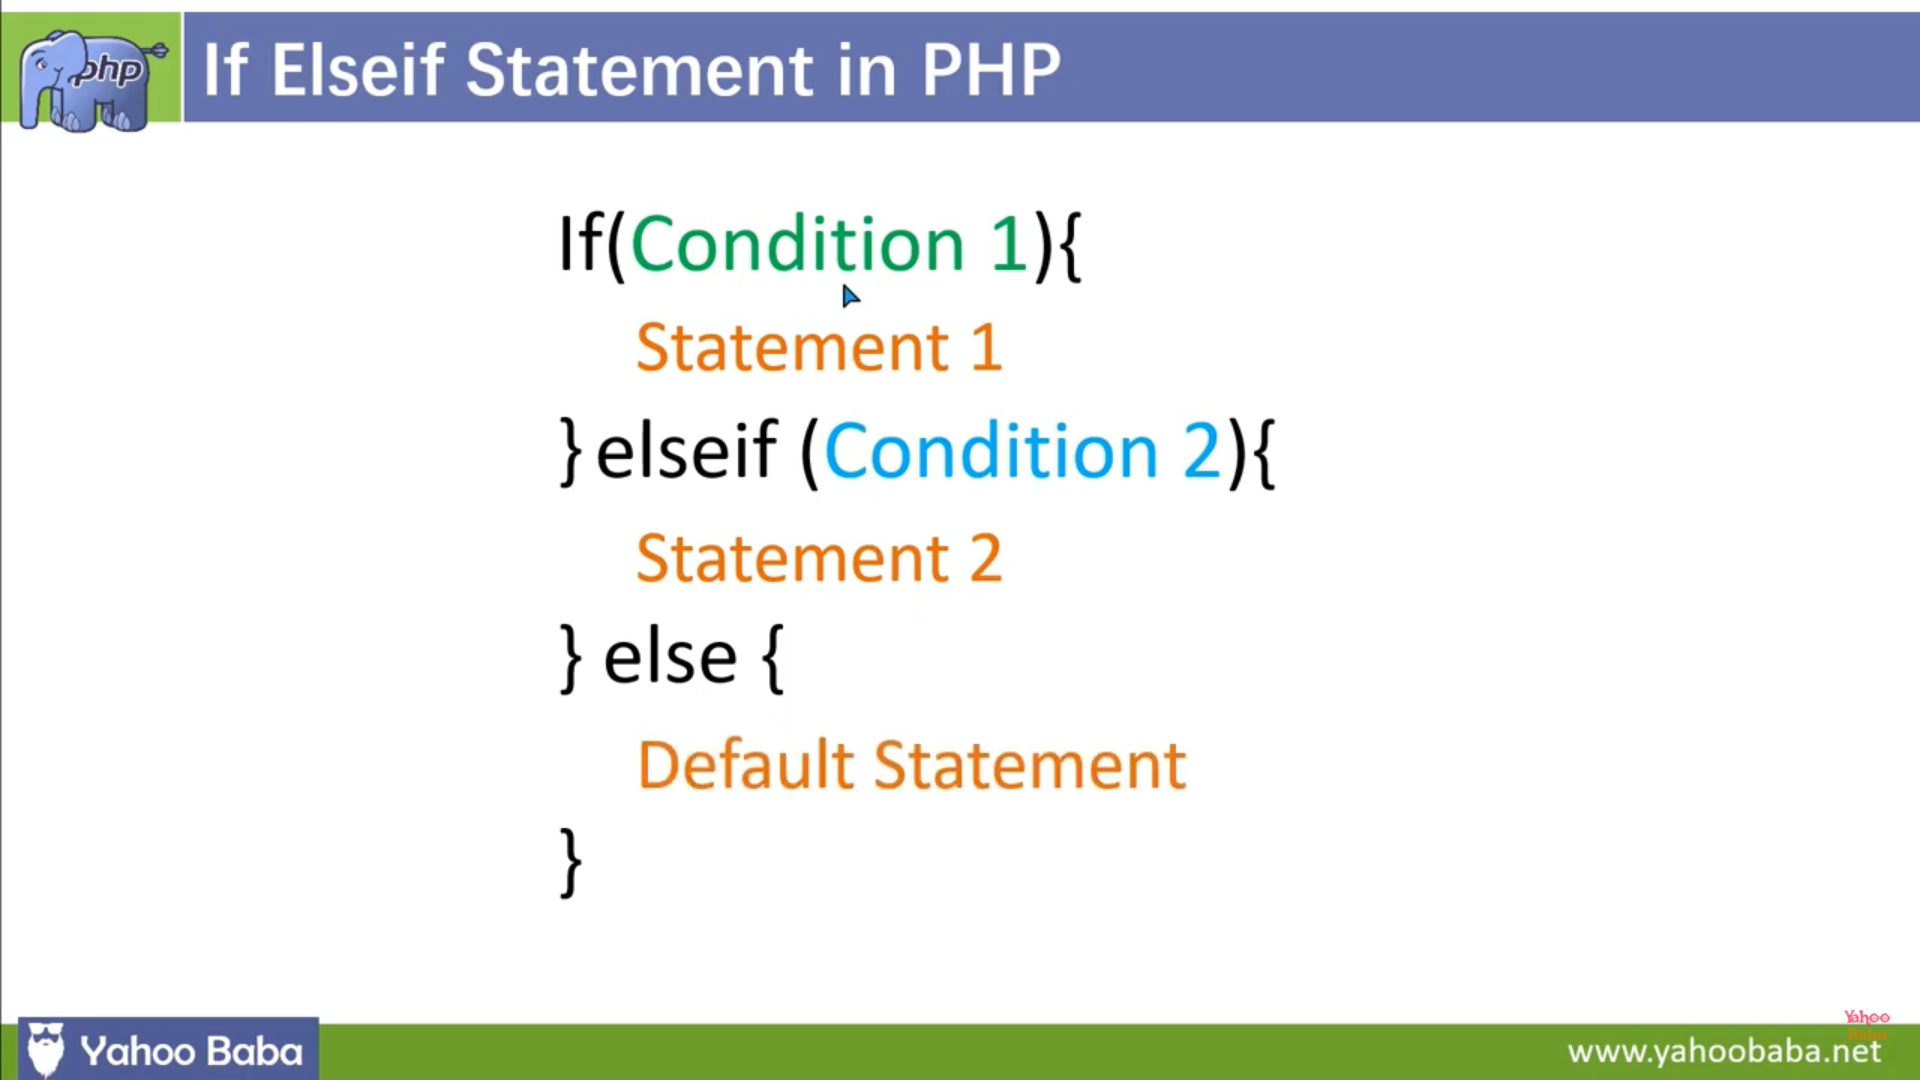 php
If Elseif Statement in PHP
If(Condition 1){
Statement 1
} elseif (Condition 2){
Statement 2
} else {
Default Statement
}
Yahoo Baba
Yahoo
Baba
www.yahoobaba.net